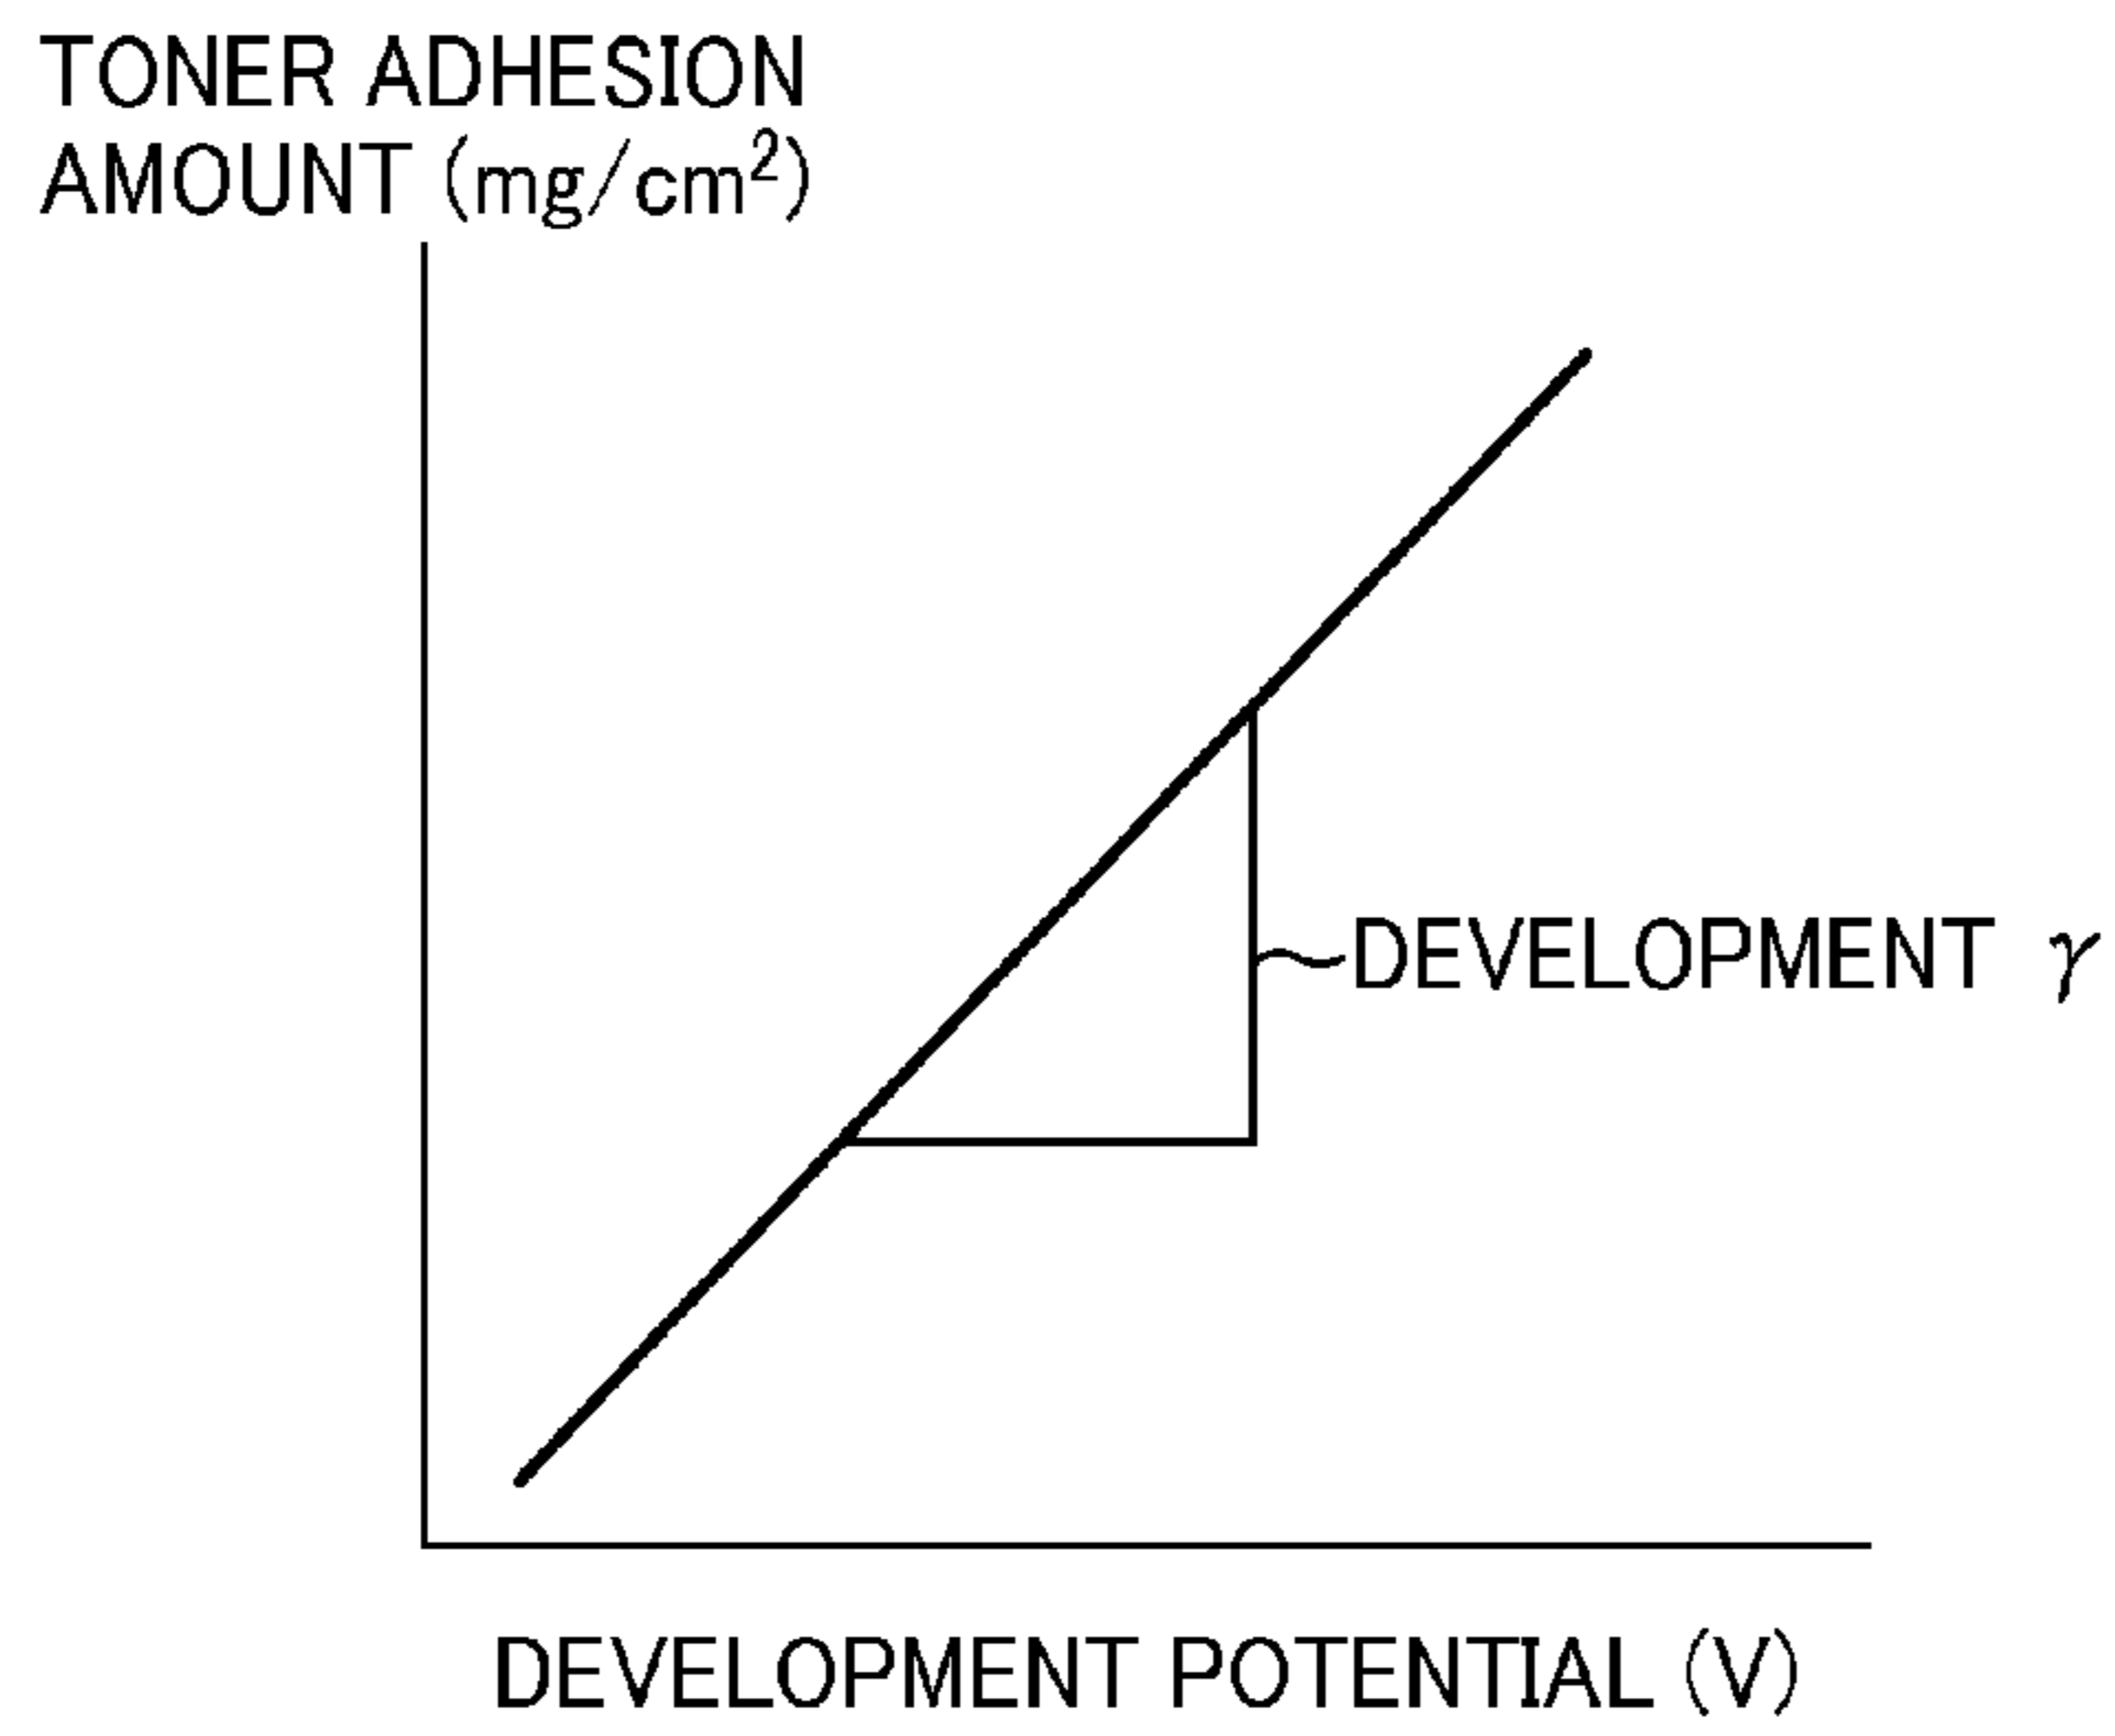 TONER ADHESION
AMOUNT (mg/cm²)
DEVELOPMENT γ
DEVELOPMENT POTENTIAL (V)